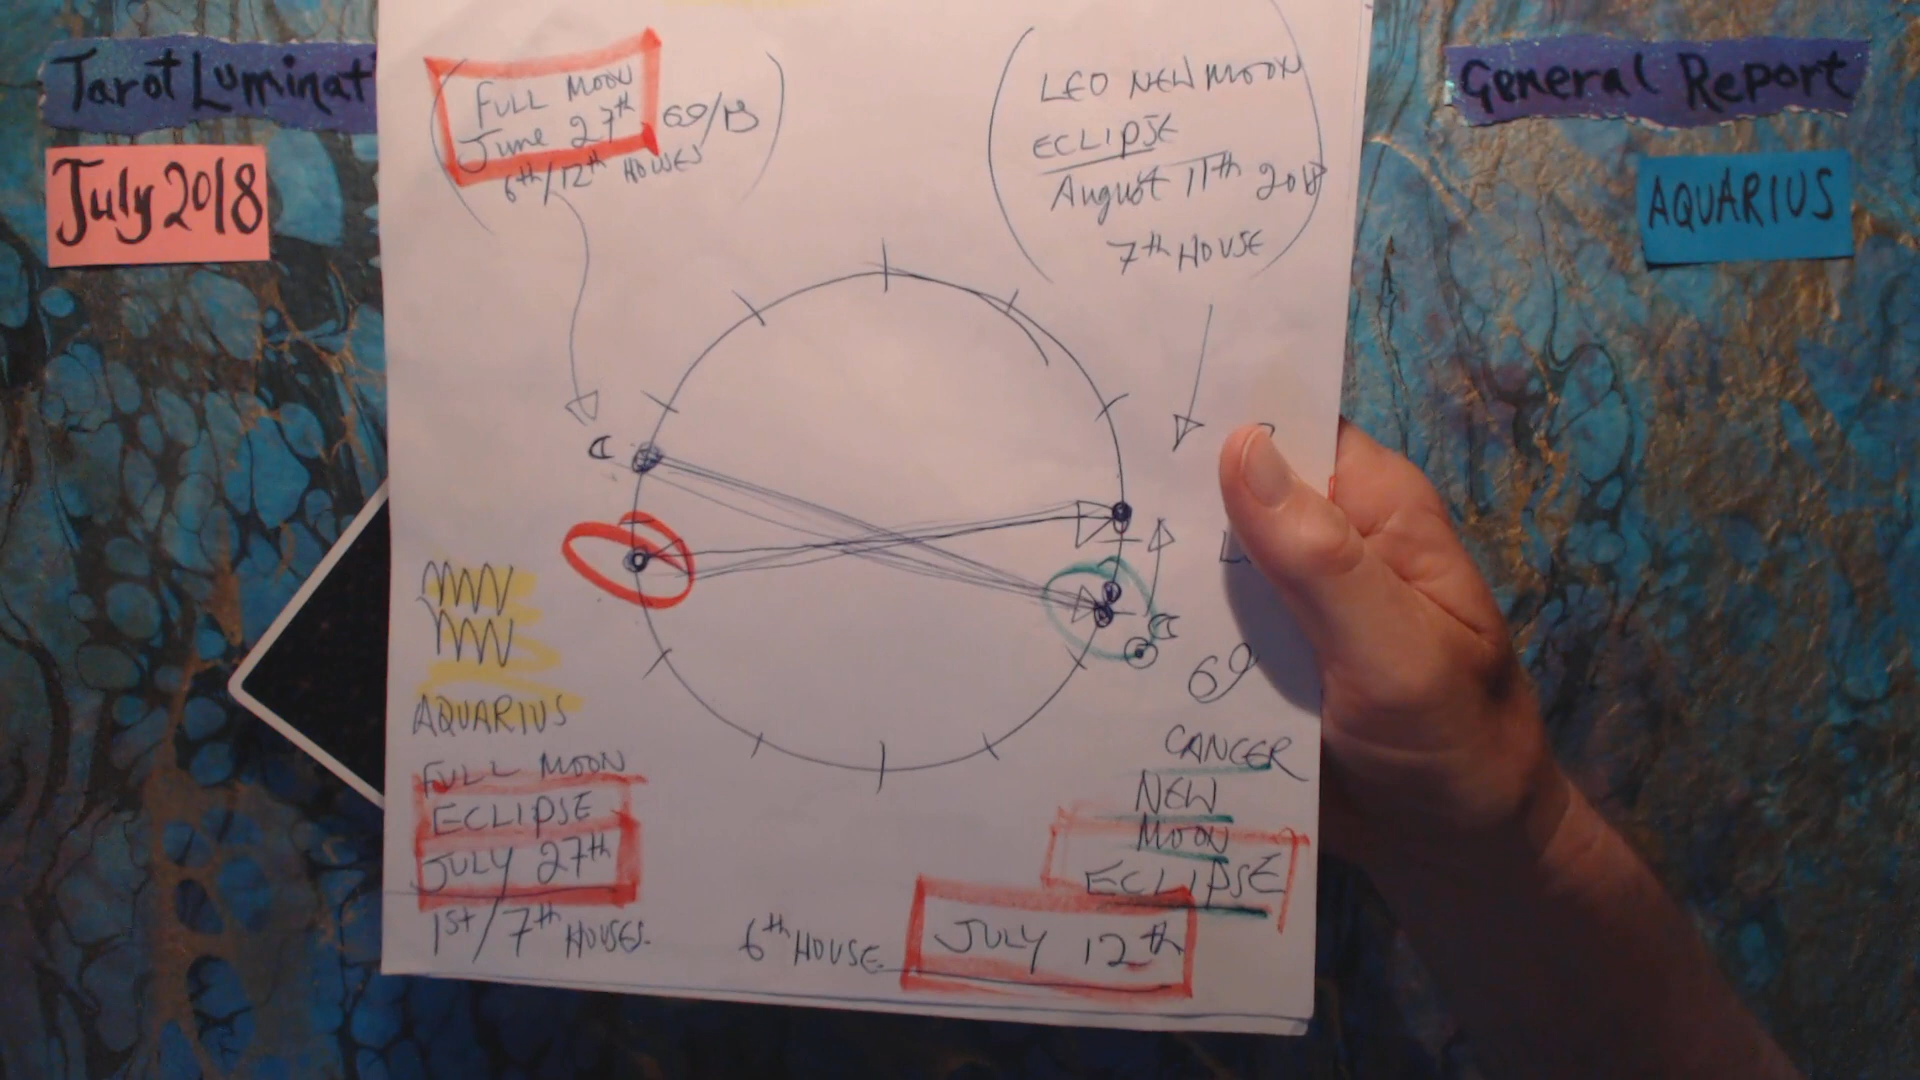 Tarot Luminati
July 2018
General Report
AQUARIUS
FULL MOON
June 27th ♋/♑
6th/12th HOUSES
LEO NEW MOON
ECLIPSE
August 11th 2018
7th HOUSE
♒
AQUARIUS
FULL MOON
ECLIPSE
JULY 27th
1st/7th HOUSES.
♋
CANCER
NEW
MOON
ECLIPSE
6th HOUSE
JULY 12th